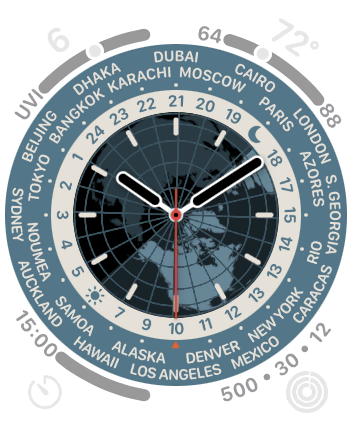 6
UVI
64
72°
88
DUBAI
MOSCOW
CAIRO
PARIS
LONDON
AZORES
S.GEORGIA
RIO
CARACAS
NEW YORK
MEXICO
DENVER
LOS ANGELES
ALASKA
HAWAII
SAMOA
AUCKLAND
NOUMEA
SYDNEY
TOKYO
BEIJING
BANGKOK
DHAKA
KARACHI
21
20
19
18
17
15
14
13
13
12
11
10
9
7
5
4
3
2
1
24
23
22
15:00
500 • 30 • 12